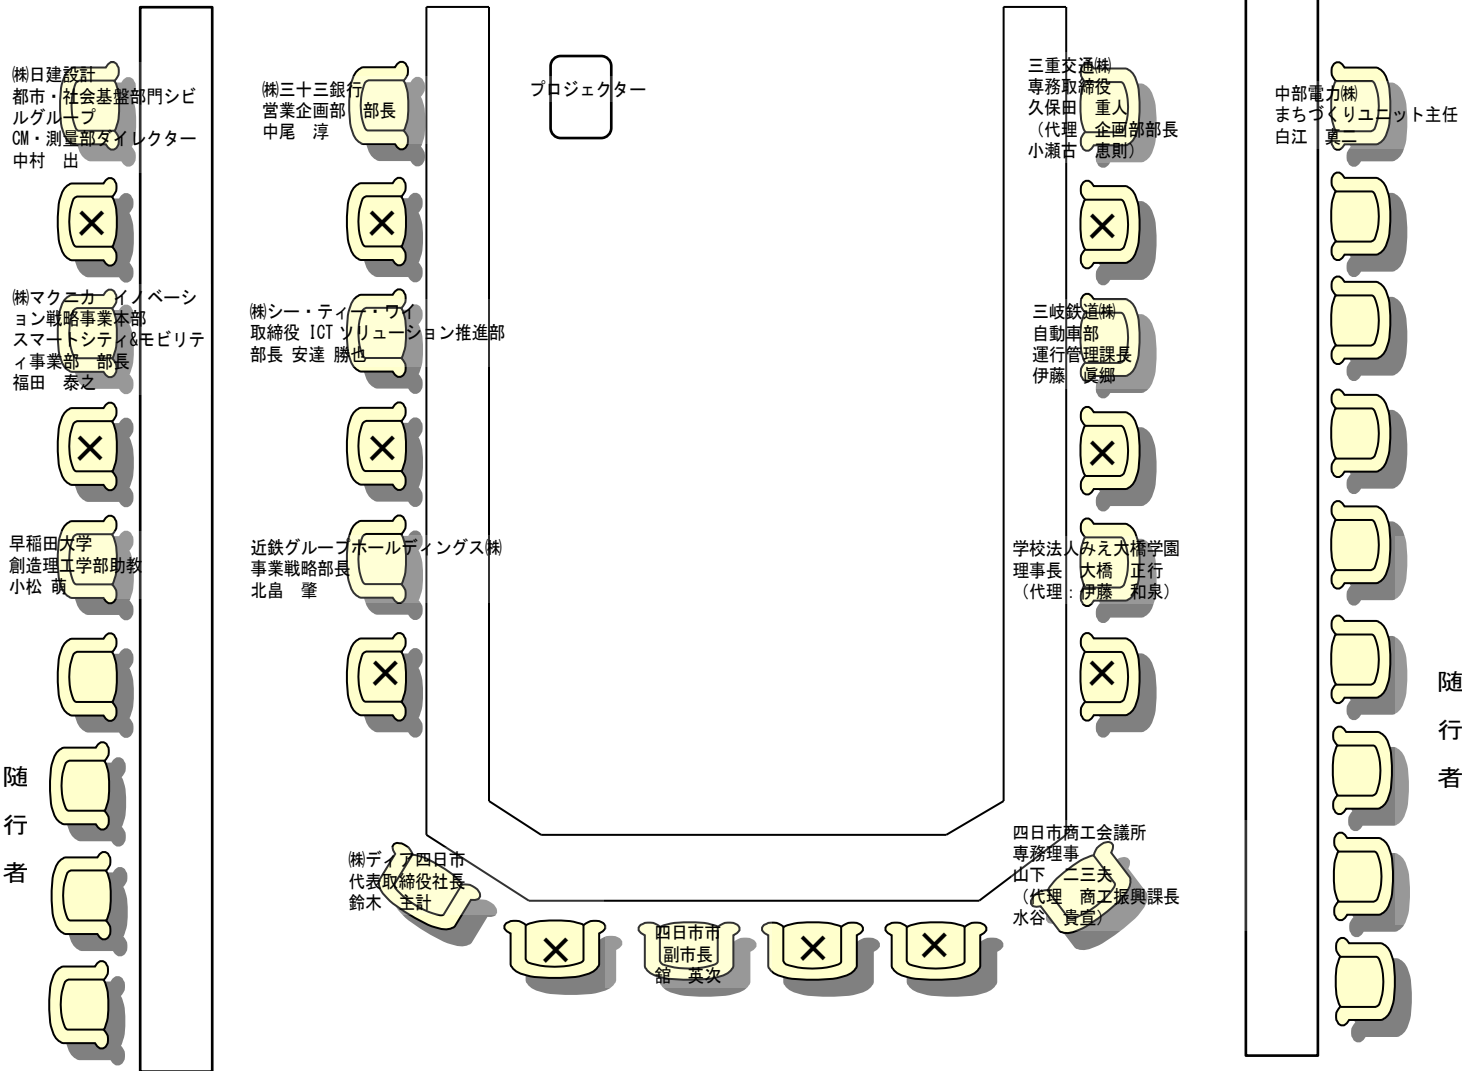 ㈱日建設計
都市・社会基盤部門シビ
ルグループ
CM・測量部ダイレクター
中村　出
㈱マクニカ　イノベーシ
ョン戦略事業本部
スマートシティ&モビリテ
ィ事業部　部長
福田　泰之
早稲田大学
創造理工学部助教
小松 萌
随
行
者
㈱三十三銀行
営業企画部　部長
中尾　淳
㈱シー・ティー・ワイ
取締役 ICT ソリューション推進部
部長 安達 勝也
近鉄グループホールディングス㈱
事業戦略部長
北畠　肇
㈱ディア四日市
代表取締役社長
鈴木　主計
プロジェクター
四日市市
副市長
舘　英次
三重交通㈱
専務取締役
久保田　重人
（代理　企画部部長
小瀬古　恵則）
三岐鉄道㈱
自動車部
運行管理課長
伊藤　眞郷
学校法人みえ大橋学園
理事長　大橋　正行
（代理：伊藤　和泉）
四日市商工会議所
専務理事
山下　二三夫
（代理　商工振興課長
水谷　貴宣）
中部電力㈱
まちづくりユニット主任
白江　真二
随
行
者